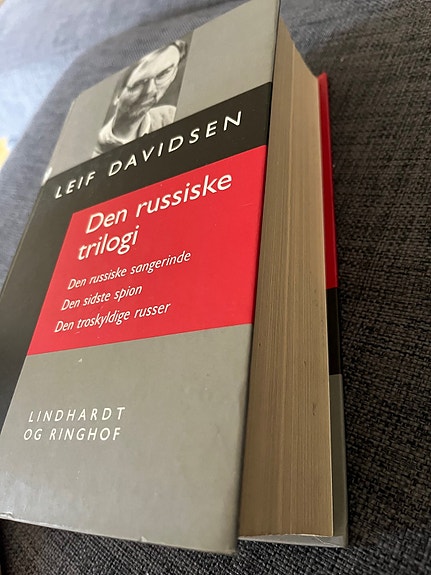 LEIF DAVIDSEN
Den russiske
trilogi
Den russiske sangerinde
Den sidste spion
Den troskyldige russer
LINDHARDT
OG RINGHOF